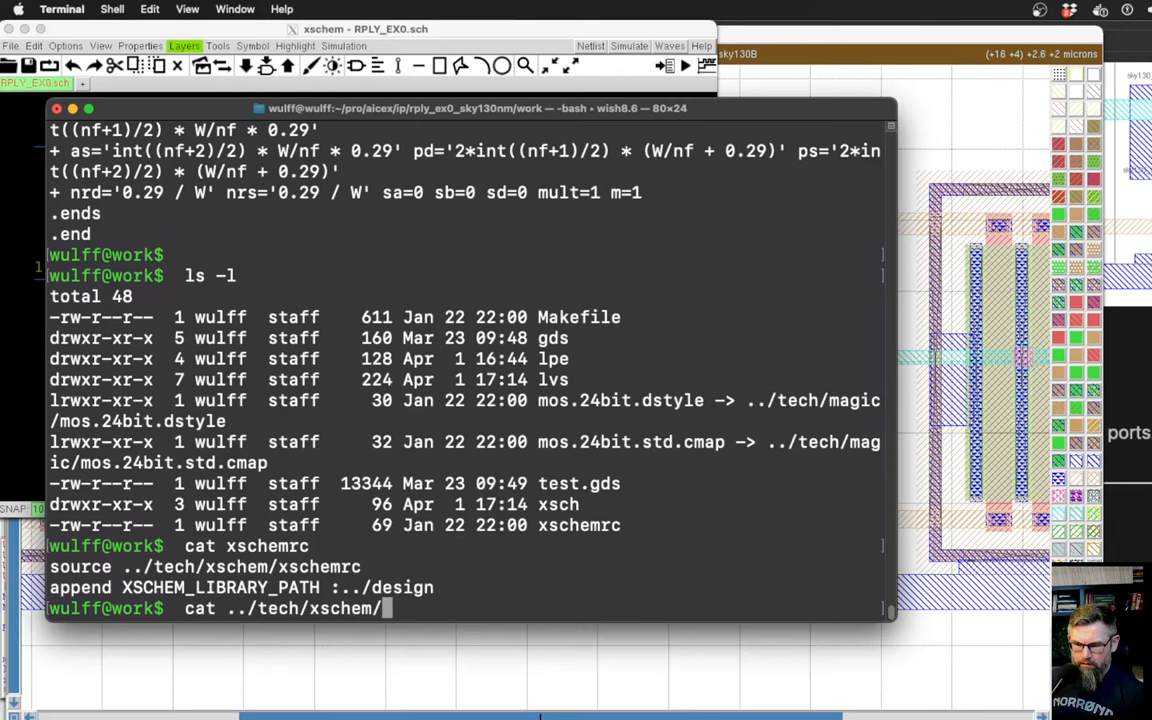 Terminal Shell Edit View Window Help
xschem - RPLY_EX0.sch
File Edit Options View Properties Layers Tools Symbol Highlight Simulation Netlist Simulate Waves Help
sky130B (+16 +4) +2.6 +2 microns
RPLY_EX0.sch +
wulff@wulff:~/pro/aicex/ip/rply_ex0_sky130nm/work — -bash • wish8.6 — 80×24
t((nf+1)/2) * W/nf * 0.29'
+ as='int((nf+2)/2) * W/nf * 0.29' pd='2*int((nf+1)/2) * (W/nf + 0.29)' ps='2*in
t((nf+2)/2) * (W/nf + 0.29)'
+ nrd='0.29 / W' nrs='0.29 / W' sa=0 sb=0 sd=0 mult=1 m=1
.ends
.end
[wulff@work$ ]
[wulff@work$ ls -l ]
total 48
-rw-r--r-- 1 wulff staff 611 Jan 22 22:00 Makefile
drwxr-xr-x 5 wulff staff 160 Mar 23 09:48 gds
drwxr-xr-x 4 wulff staff 128 Apr 1 16:44 lpe
drwxr-xr-x 7 wulff staff 224 Apr 1 17:14 lvs
lrwxr-xr-x 1 wulff staff 30 Jan 22 22:00 mos.24bit.dstyle -> ../tech/magic
/mos.24bit.dstyle
lrwxr-xr-x 1 wulff staff 32 Jan 22 22:00 mos.24bit.std.cmap -> ../tech/mag
ic/mos.24bit.std.cmap
-rw-r--r-- 1 wulff staff 13344 Mar 23 09:49 test.gds
drwxr-xr-x 3 wulff staff 96 Apr 1 17:14 xsch
-rw-r--r-- 1 wulff staff 69 Jan 22 22:00 xschemrc
[wulff@work$ cat xschemrc ]
source ../tech/xschem/xschemrc
append XSCHEM_LIBRARY_PATH :../design
wulff@work$ cat ../tech/xschem/
1
ports
SNAP: 10
NORRØNA